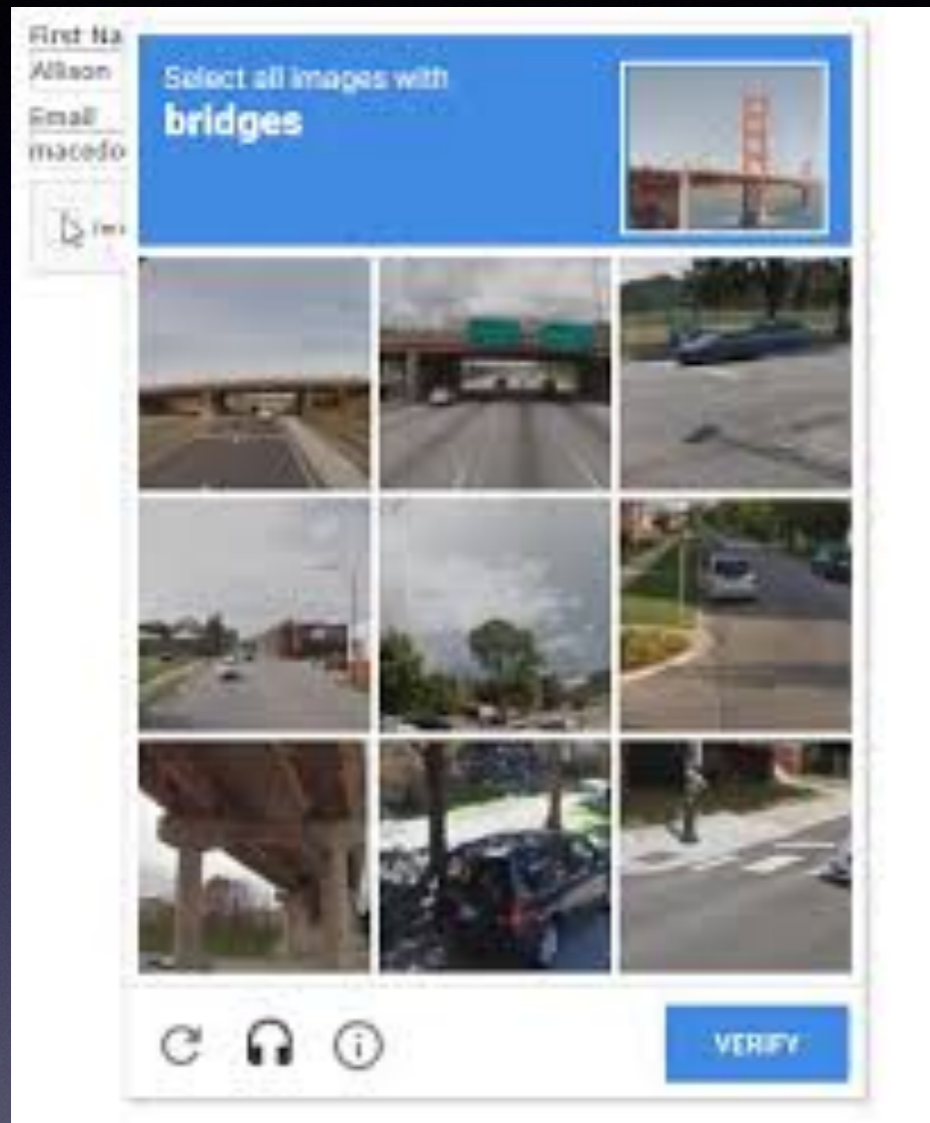 First Na
Allison
Email
macedo
Select all images with
bridges
VERIFY